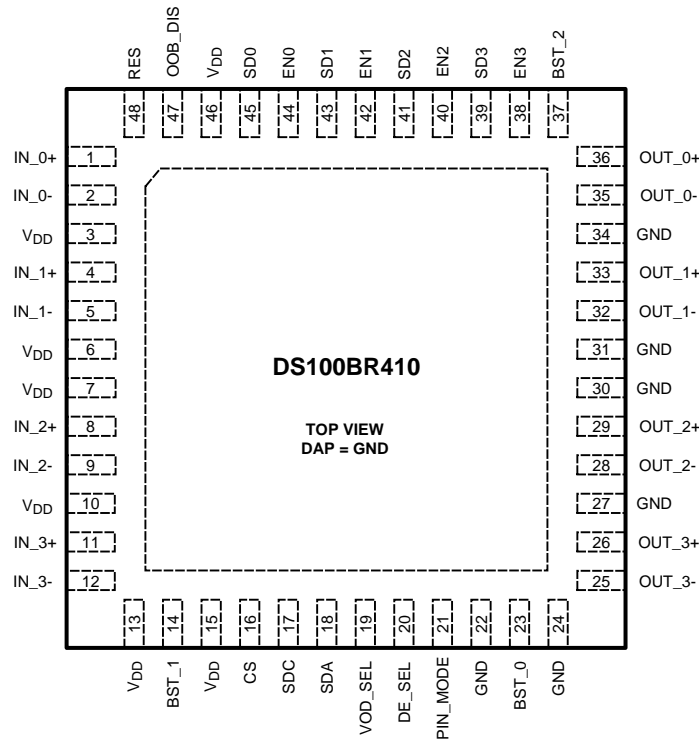 RES
OOB_DIS
VDD
SD0
EN0
SD1
EN1
SD2
EN2
SD3
EN3
BST_2
48
47
46
45
44
43
42
41
40
39
38
37
IN_0+ 1
IN_0- 2
VDD 3
IN_1+ 4
IN_1- 5
VDD 6
VDD 7
IN_2+ 8
IN_2- 9
VDD 10
IN_3+ 11
IN_3- 12
DS100BR410
TOP VIEW
DAP = GND
36 OUT_0+
35 OUT_0-
34 GND
33 OUT_1+
32 OUT_1-
31 GND
30 GND
29 OUT_2+
28 OUT_2-
27 GND
26 OUT_3+
25 OUT_3-
13
14
15
16
17
18
19
20
21
22
23
24
VDD
BST_1
VDD
CS
SDC
SDA
VOD_SEL
DE_SEL
PIN_MODE
GND
BST_0
GND